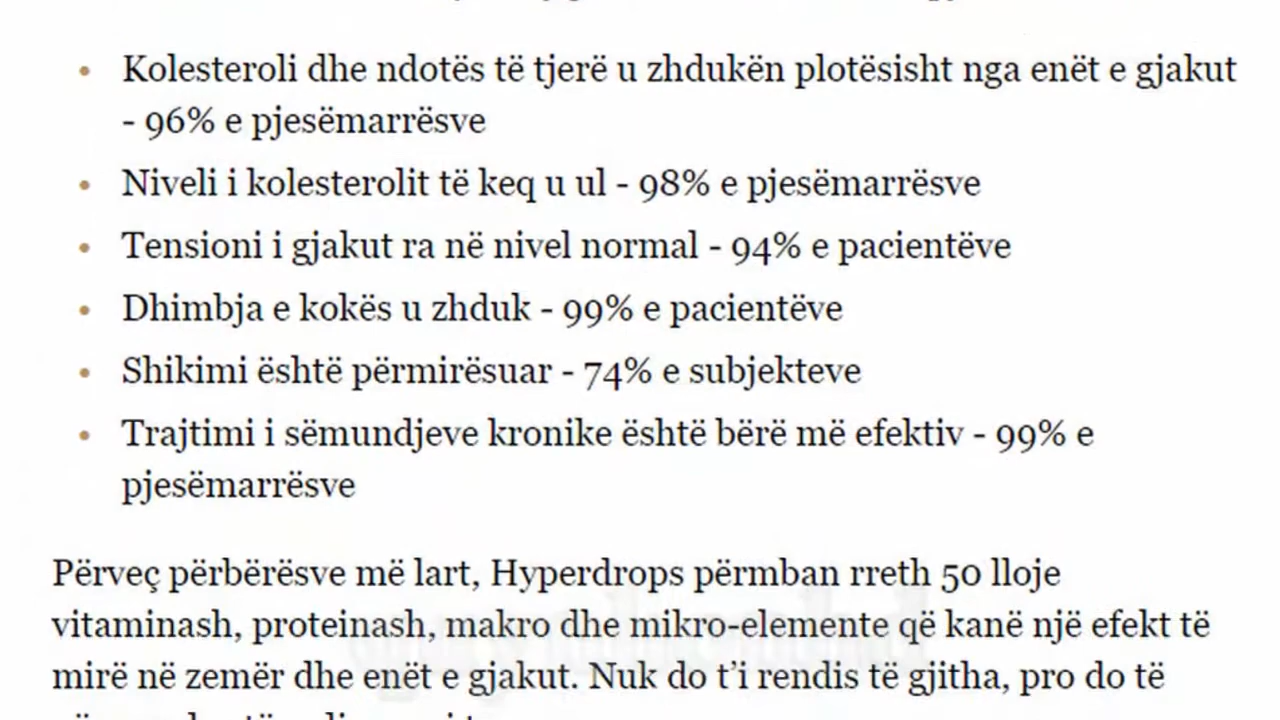 Kolesteroli dhe ndotës të tjerë u zhdukën plotësisht nga enët e gjakut
- 96% e pjesëmarrësve
Niveli i kolesterolit të keq u ul - 98% e pjesëmarrësve
Tensioni i gjakut ra në nivel normal - 94% e pacientëve
Dhimbja e kokës u zhduk - 99% e pacientëve
Shikimi është përmirësuar - 74% e subjekteve
Trajtimi i sëmundjeve kronike është bërë më efektiv - 99% e
pjesëmarrësve
Përveç përbërësve më lart, Hyperdrops përmban rreth 50 lloje
vitaminash, proteinash, makro dhe mikro-elemente që kanë një efekt të
mirë në zemër dhe enët e gjakut. Nuk do t’i rendis të gjitha, pro do të